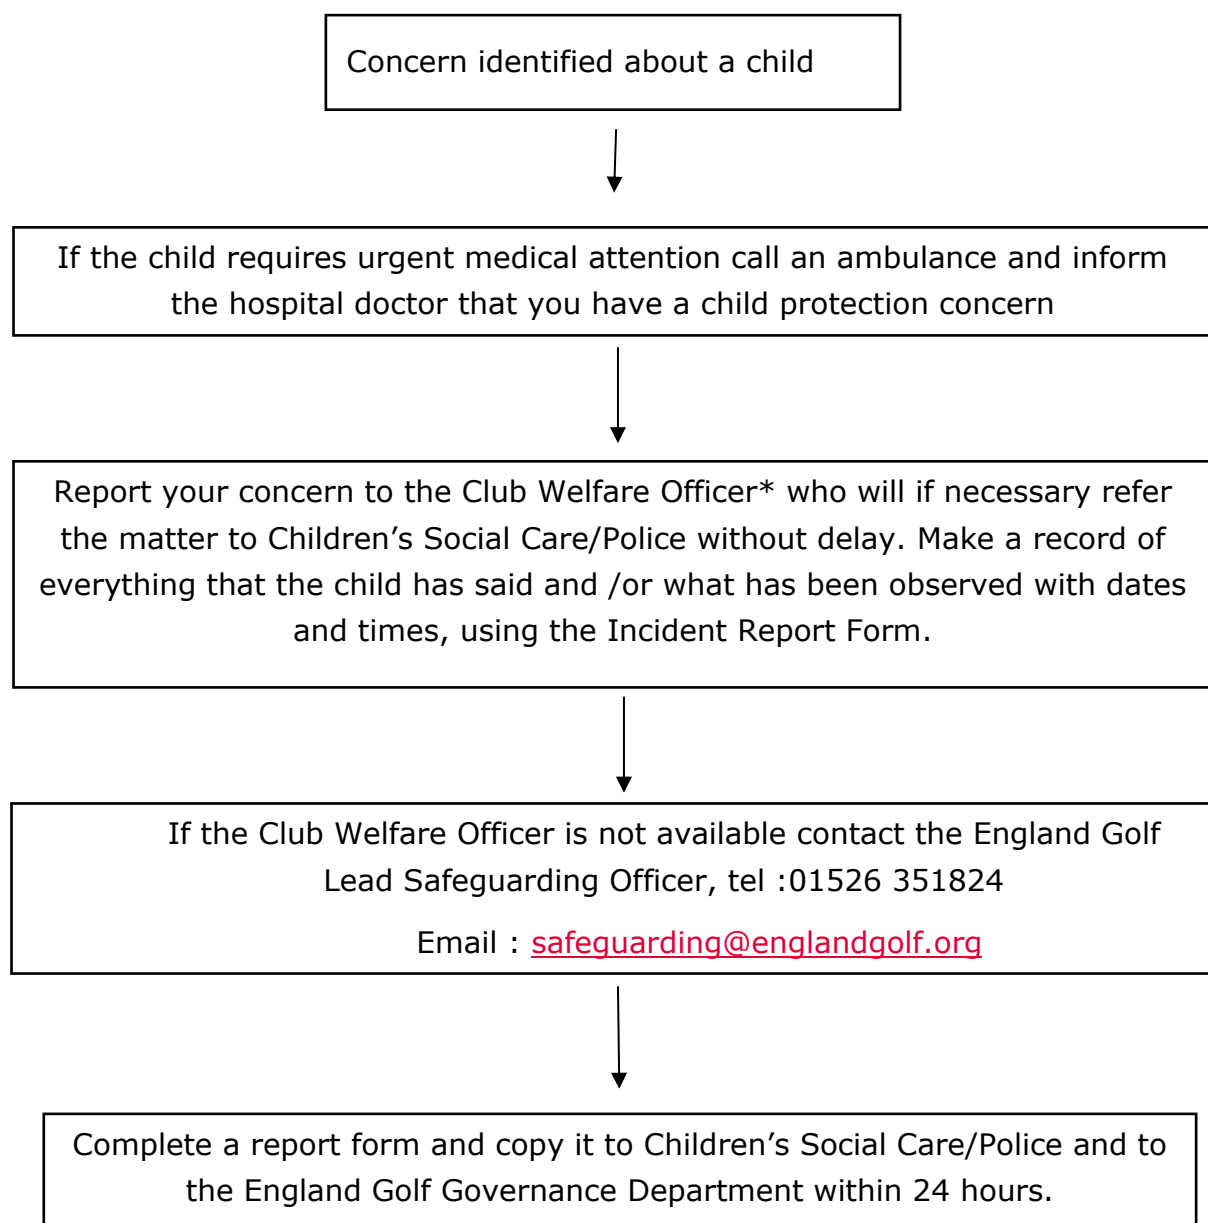 Concern identified about a child
If the child requires urgent medical attention call an ambulance and inform
the hospital doctor that you have a child protection concern
Report your concern to the Club Welfare Officer* who will if necessary refer
the matter to Children’s Social Care/Police without delay. Make a record of
everything that the child has said and /or what has been observed with dates
and times, using the Incident Report Form.
If the Club Welfare Officer is not available contact the England Golf
Lead Safeguarding Officer, tel :01526 351824
Email : safeguarding@englandgolf.org
Complete a report form and copy it to Children’s Social Care/Police and to
the England Golf Governance Department within 24 hours.